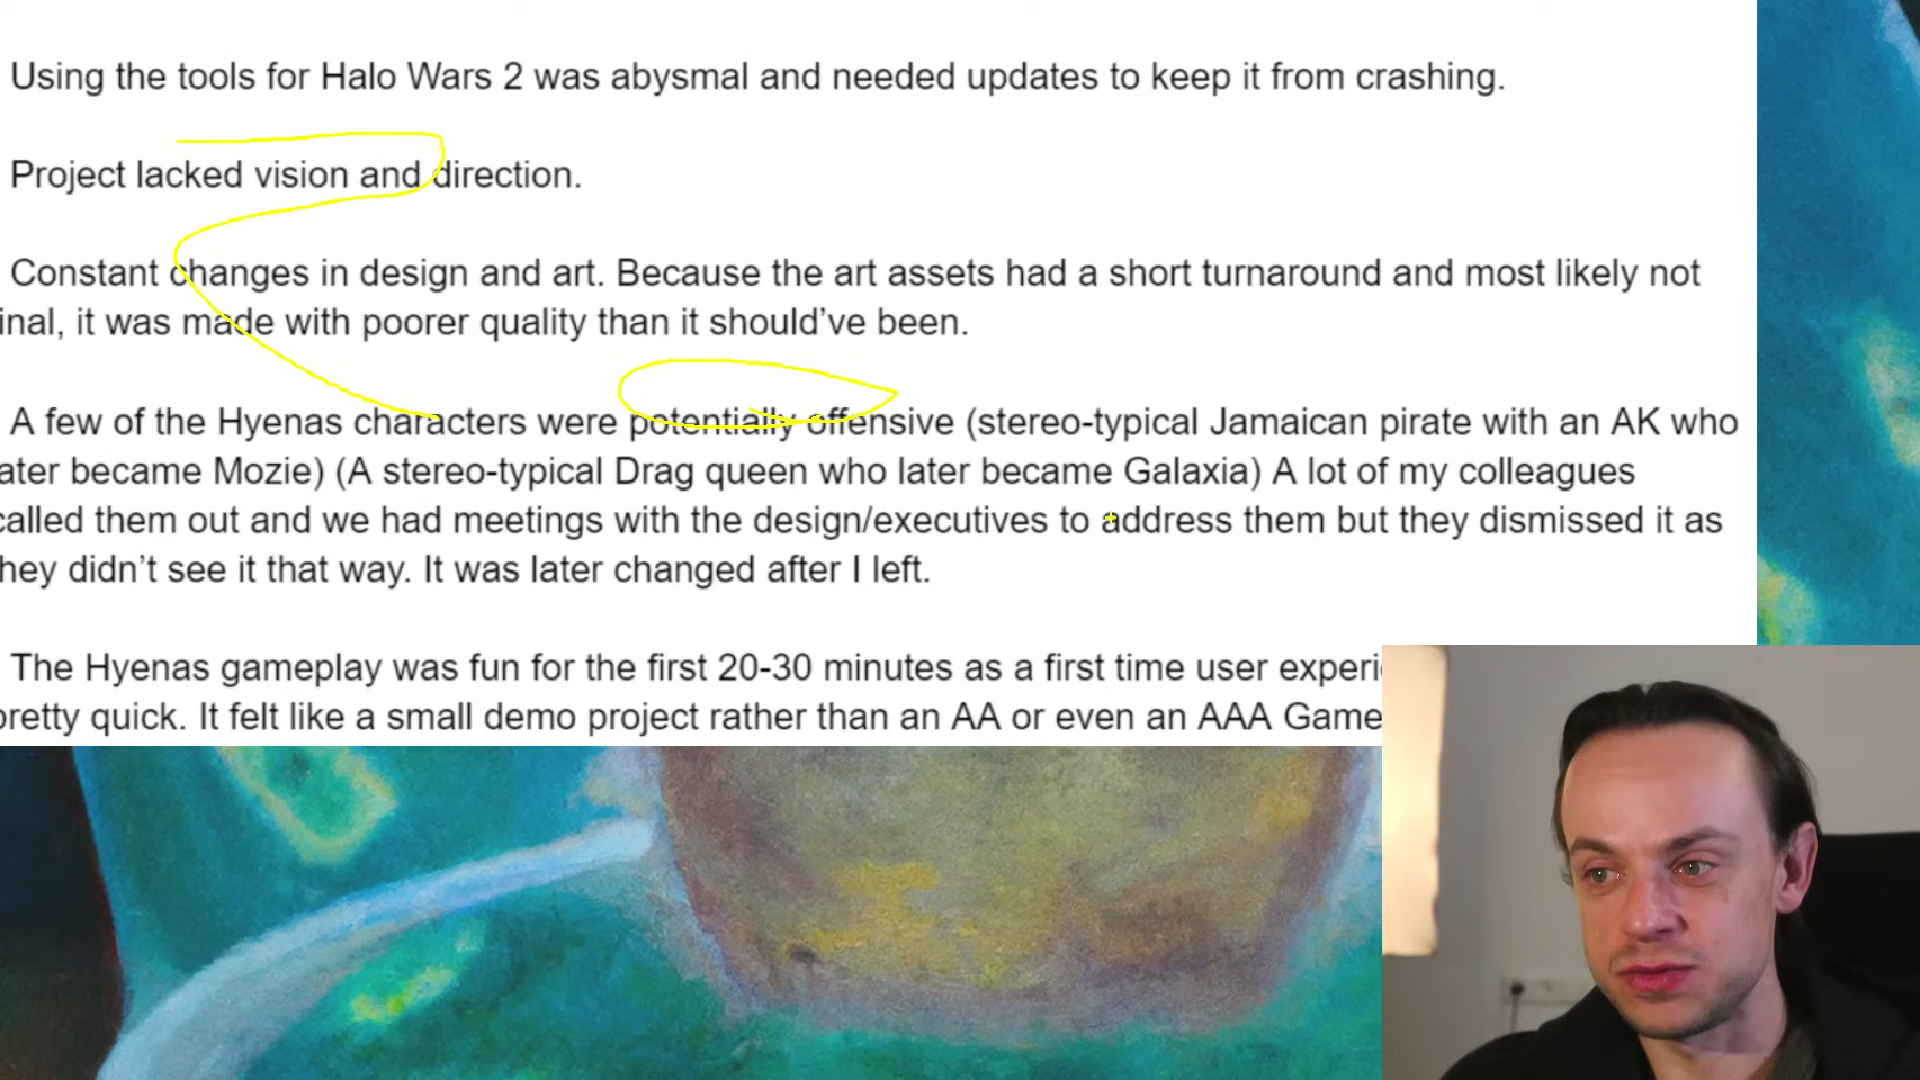 Using the tools for Halo Wars 2 was abysmal and needed updates to keep it from crashing.
Project lacked vision and direction.
Constant changes in design and art. Because the art assets had a short turnaround and most likely not
inal, it was made with poorer quality than it should’ve been.
A few of the Hyenas characters were potentially offensive (stereo-typical Jamaican pirate with an AK who
ater became Mozie) (A stereo-typical Drag queen who later became Galaxia) A lot of my colleagues
called them out and we had meetings with the design/executives to address them but they dismissed it as
hey didn’t see it that way. It was later changed after I left.
The Hyenas gameplay was fun for the first 20-30 minutes as a first time user experi
pretty quick. It felt like a small demo project rather than an AA or even an AAA Game